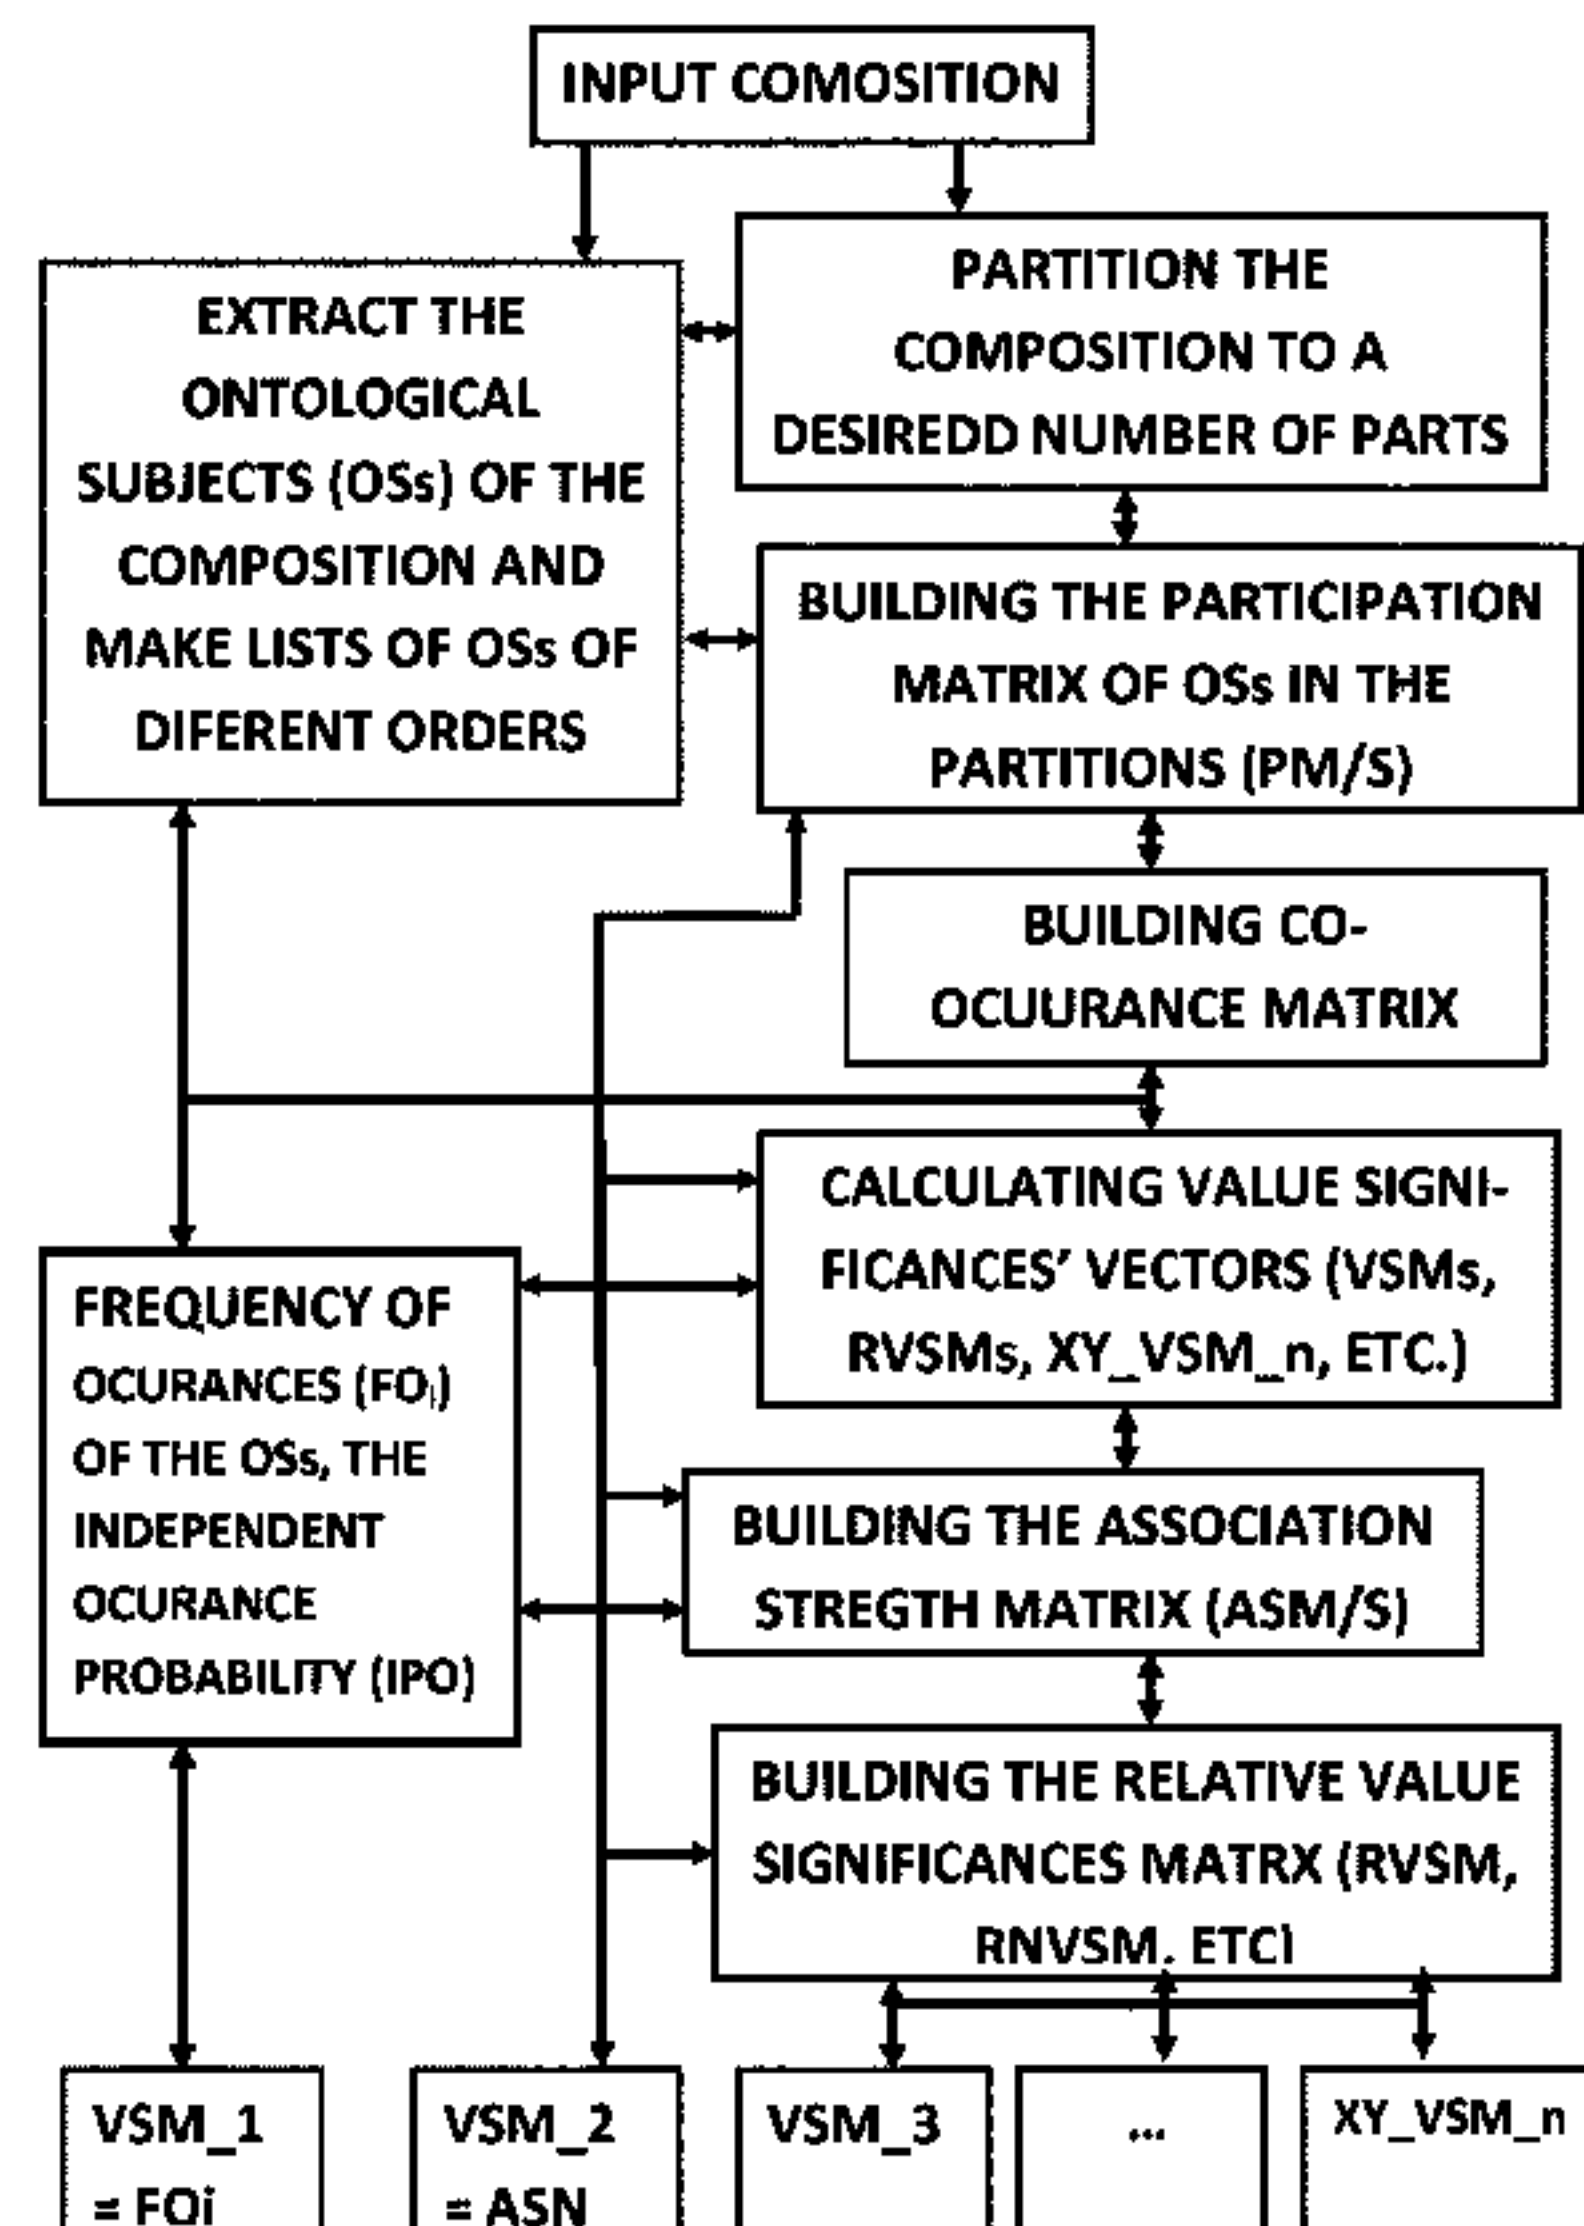 INPUT COMOSITION
EXTRACT THE
ONTOLOGICAL
SUBJECTS (OSs) OF THE
COMPOSITION AND
MAKE LISTS OF OSs OF
DIFERENT ORDERS
PARTITION THE
COMPOSITION TO A
DESIREDD NUMBER OF PARTS
BUILDING THE PARTICIPATION
MATRIX OF OSs IN THE
PARTITIONS (PM/S)
BUILDING CO-
OCUURANCE MATRIX
CALCULATING VALUE SIGNI-
FICANCES’ VECTORS (VSMs,
RVSMs, XY_VSM_n, ETC.)
FREQUENCY OF
OCURANCES (FOᵢ)
OF THE OSs, THE
INDEPENDENT
OCURANCE
PROBABILITY (IPO)
BUILDING THE ASSOCIATION
STREGTH MATRIX (ASM/S)
BUILDING THE RELATIVE VALUE
SIGNIFICANCES MATRX (RVSM,
RNVSM, ETC)
VSM_1
= FOi
VSM_2
= ASN
VSM_3
...
XY_VSM_n